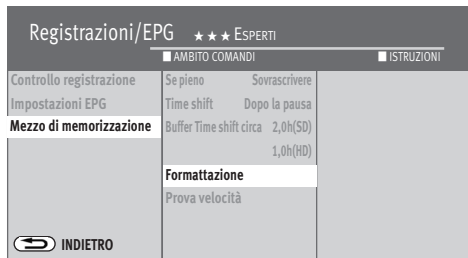 Registrazioni/EPG ★★★ ESPERTI
AMBITO COMANDI
ISTRUZIONI
Controllo registrazione
Impostazioni EPG
Mezzo di memorizzazione
Se pieno Sovrascrivere
Time shift Dopo la pausa
Buffer Time shift circa 2,0h(SD)
1,0h(HD)
Formattazione
Prova velocità
INDIETRO